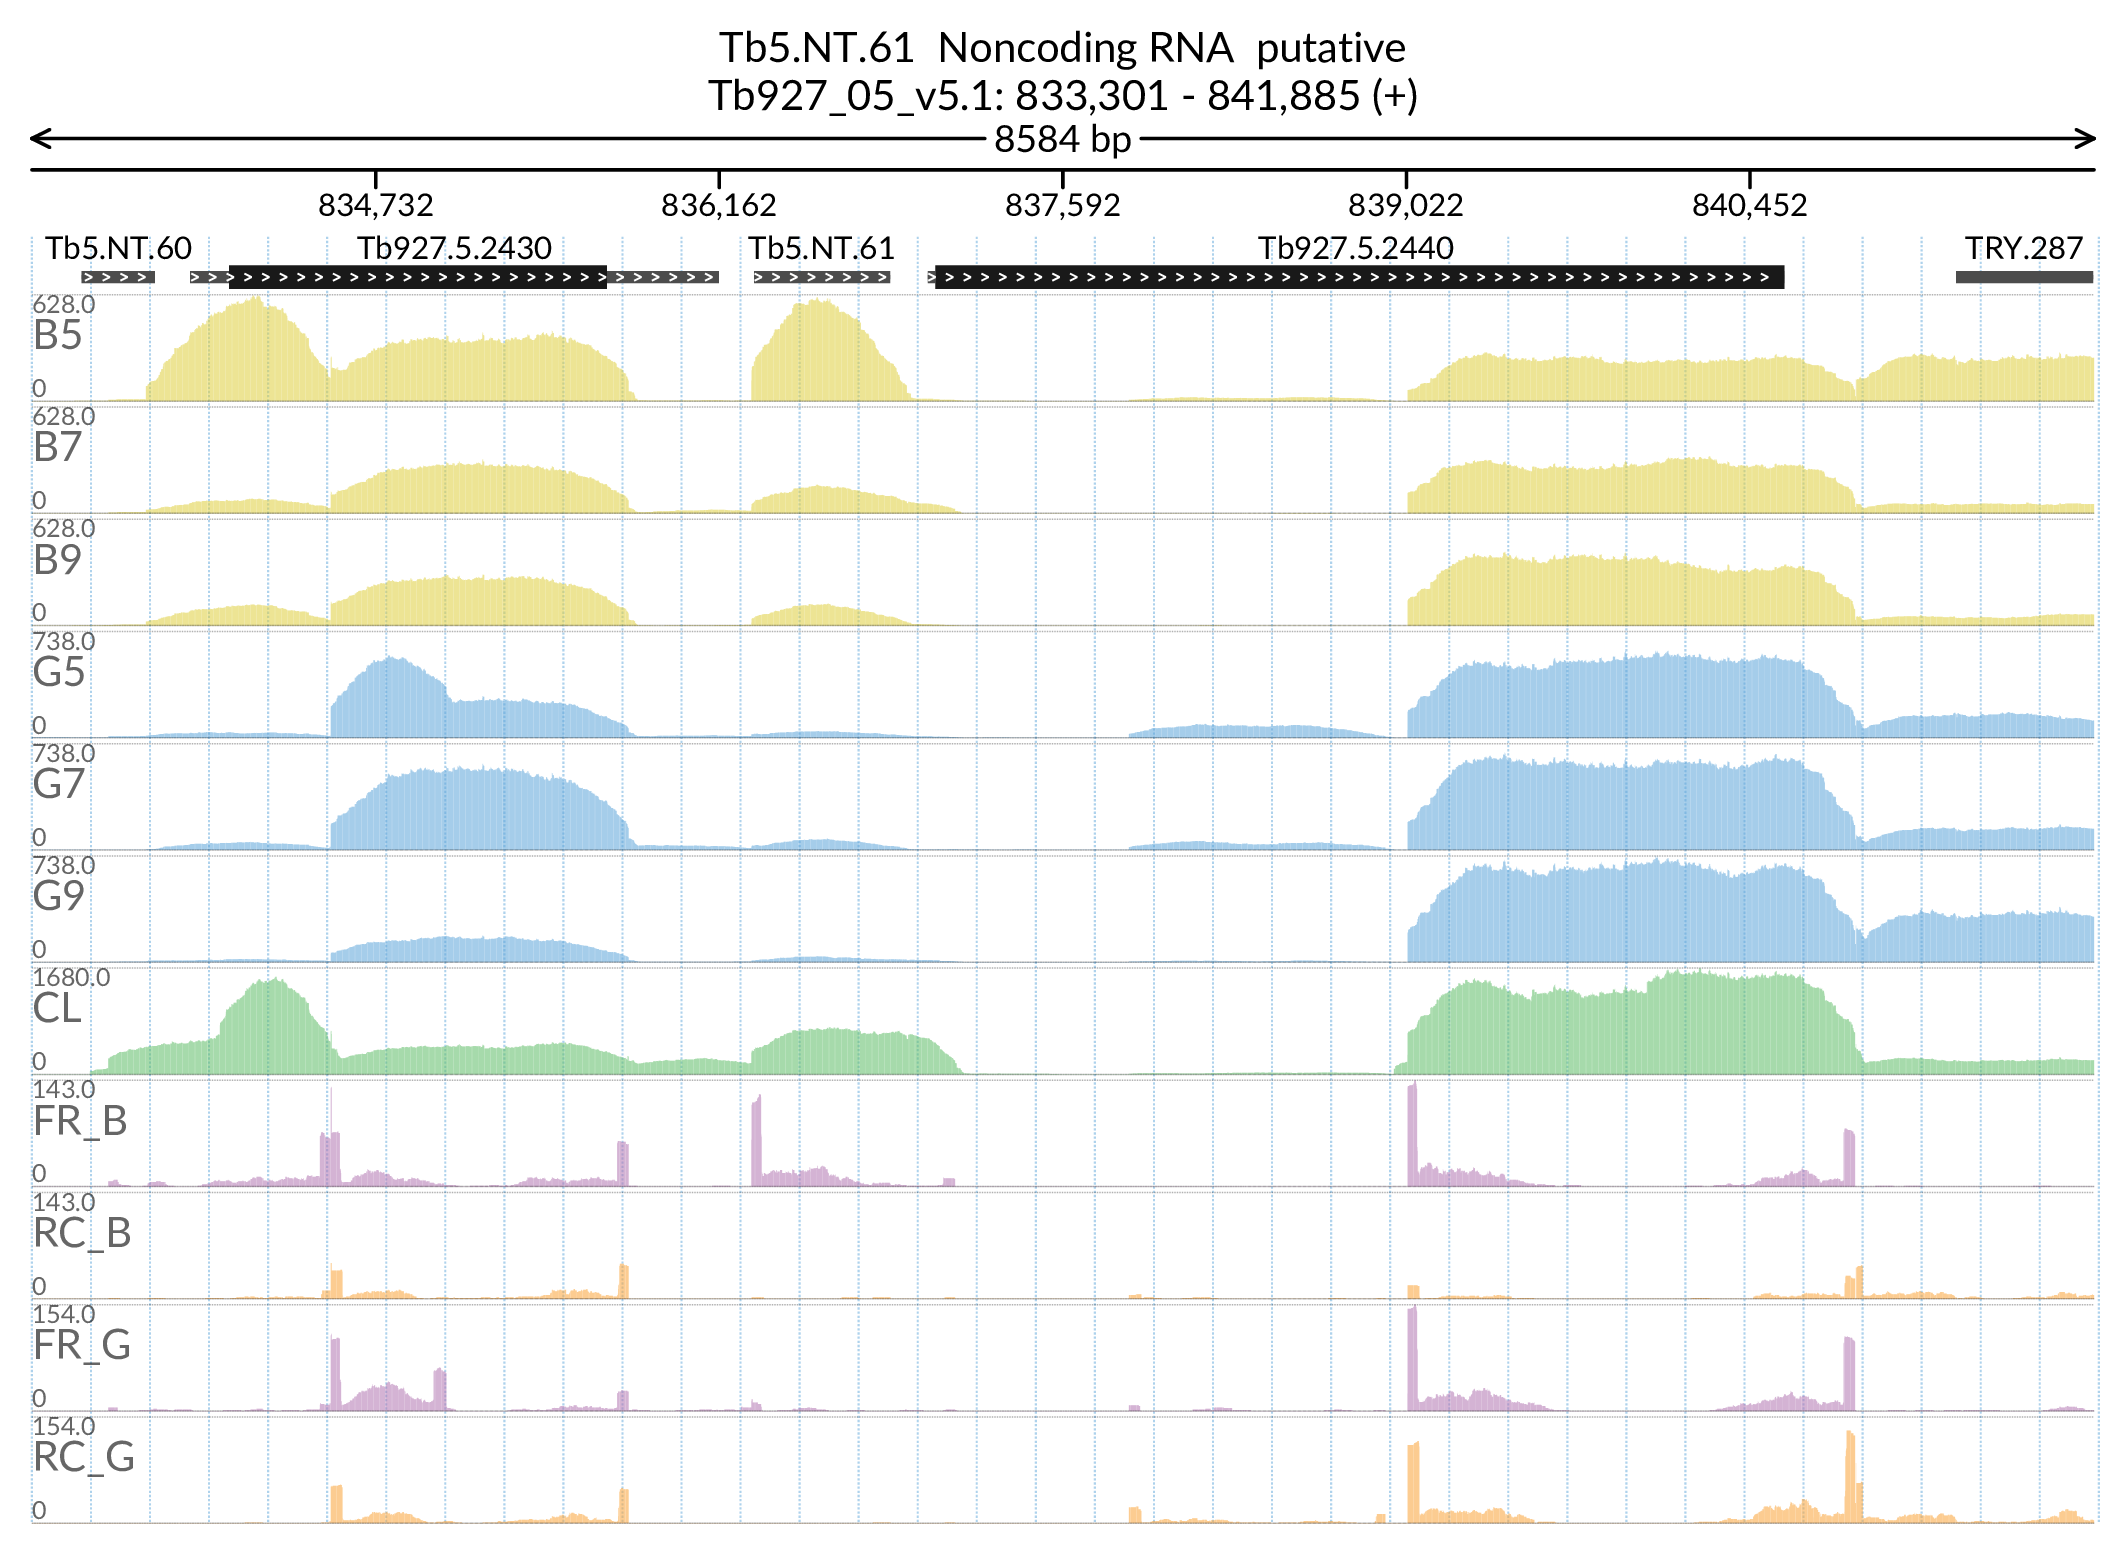 Tb5.NT.61 Noncoding RNA putative
Tb927_05_v5.1: 833,301 - 841,885 (+)
8584 bp
834,732 836,162 837,592 839,022 840,452
Tb5.NT.60 Tb927.5.2430 Tb5.NT.61 Tb927.5.2440 TRY.287
628.0
B5
0
628.0
B7
0
628.0
B9
0
738.0
G5
0
738.0
G7
0
738.0
G9
0
1680.0
CL
0
143.0
FR_B
0
143.0
RC_B
0
154.0
FR_G
0
154.0
RC_G
0